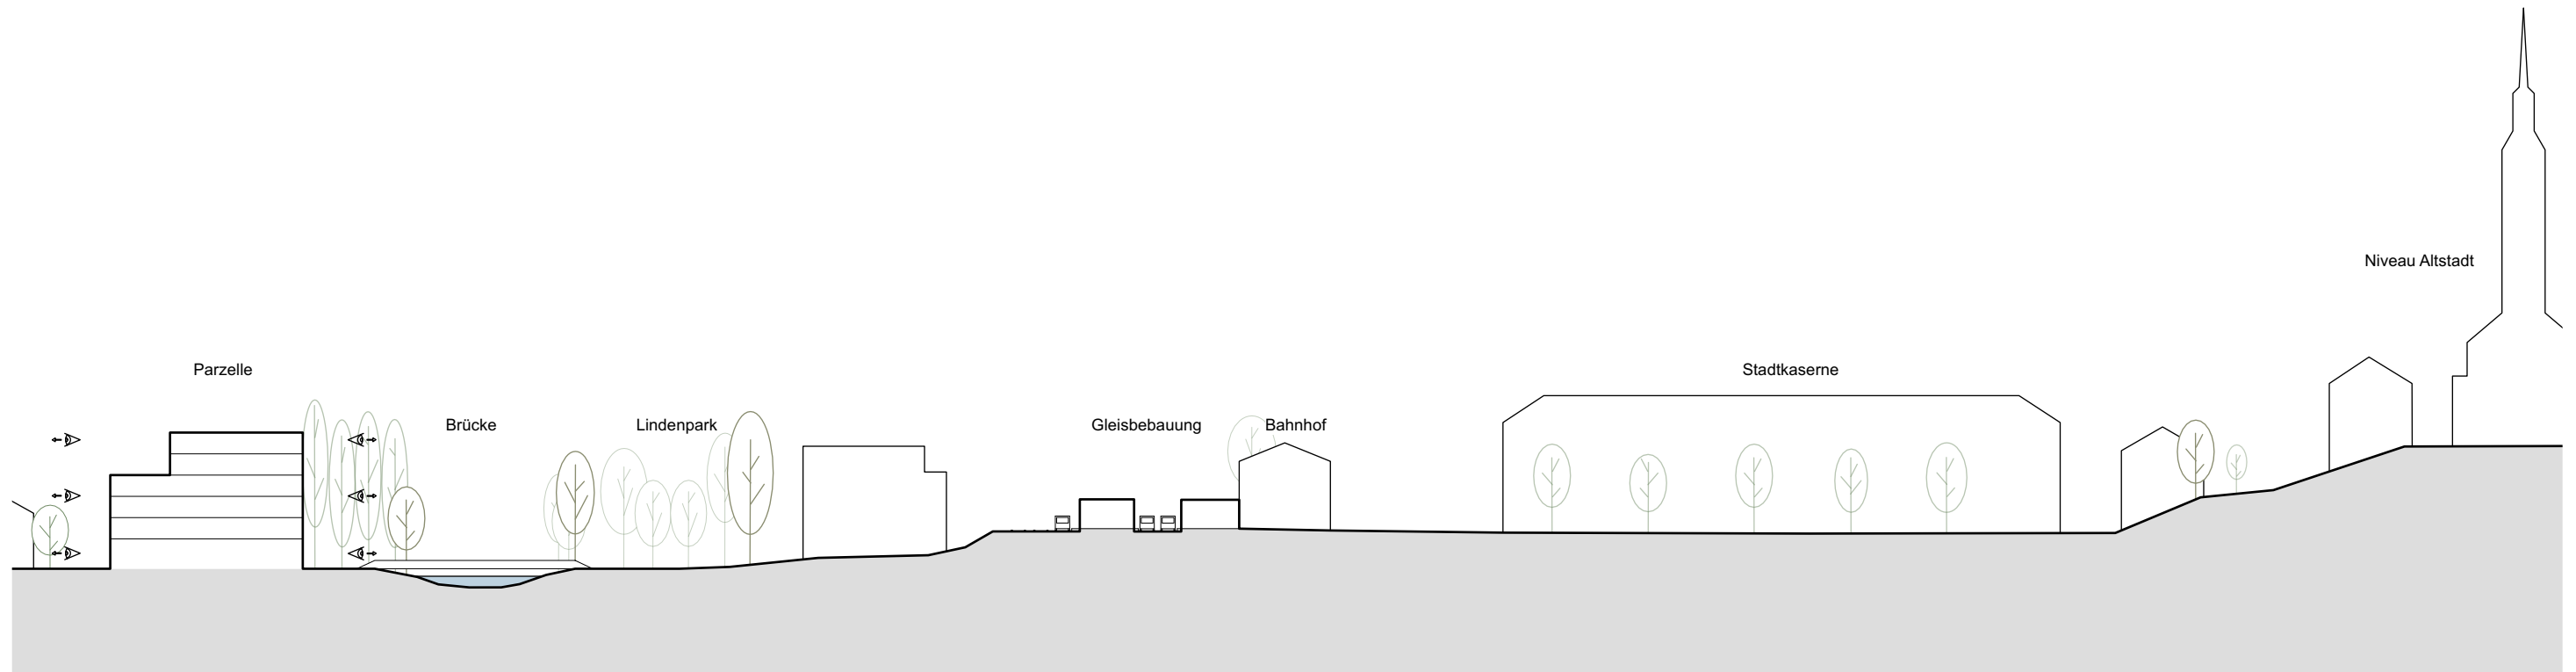 Niveau Altstadt
Parzelle
Stadtkaserne
Brücke
Lindenpark
Gleisbebauung
Bahnhof